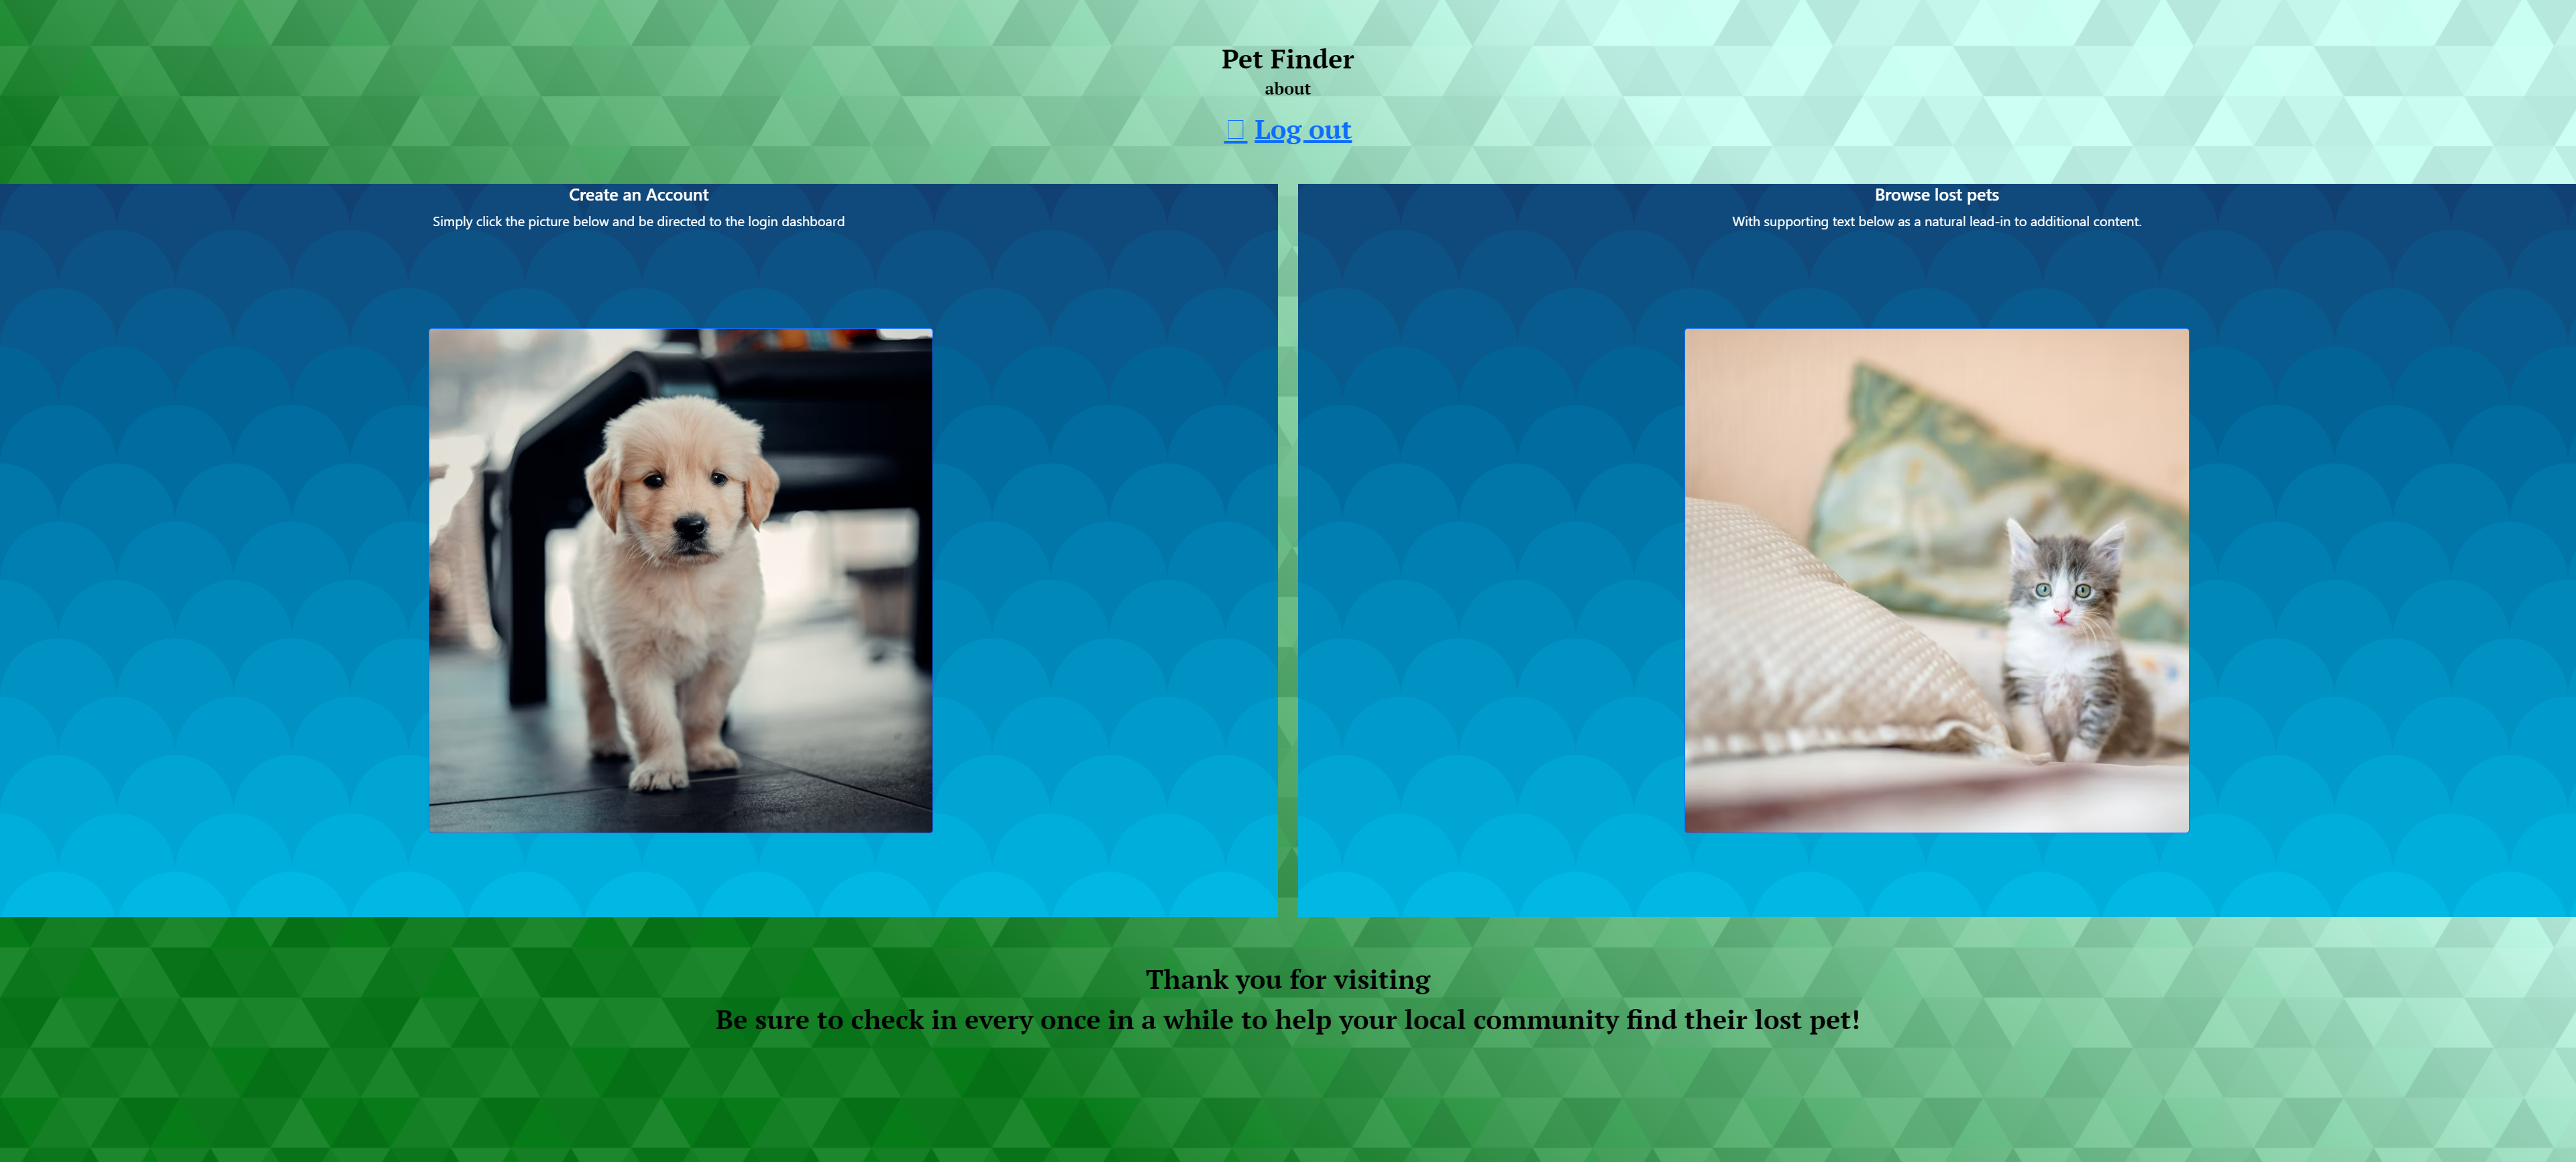 Pet Finder
about
Log out
Create an Account
Simply click the picture below and be directed to the login dashboard
Browse lost pets
With supporting text below as a natural lead-in to additional content.
Thank you for visiting
Be sure to check in every once in a while to help your local community find their lost pet!